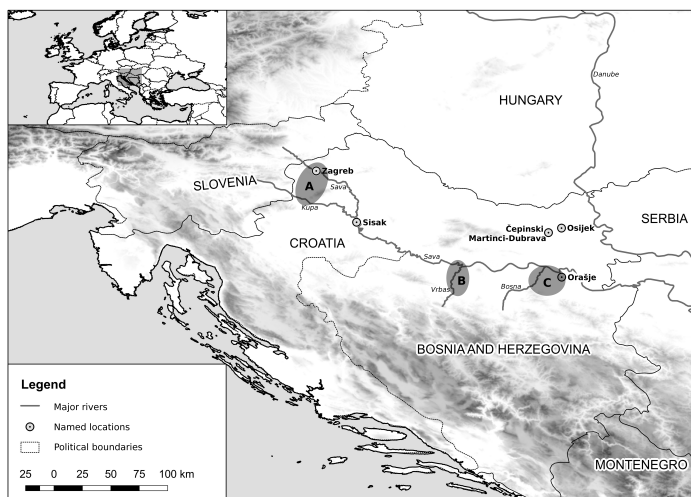 HUNGARY
Danube
SLOVENIA
Zagreb
A
Sava
Kupa
Sisak
CROATIA
SERBIA
Čepinski
Martinci-Dubrava
Osijek
Sava
Vrbas
B
Bosna
C
Orašje
BOSNIA AND HERZEGOVINA
MONTENEGRO
Legend
Major rivers
Named locations
Political boundaries
25 0 25 50 75 100 km